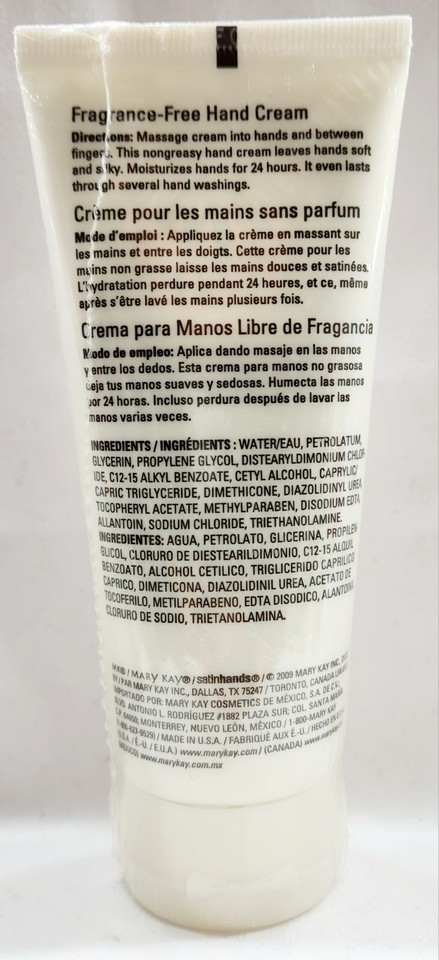 Fragrance-Free Hand Cream
Directions: Massage cream into hands and between
fingers. This nongreasy hand cream leaves hands soft
and silky. Moisturizes hands for 24 hours. It even lasts
through several hand washings.
Crème pour les mains sans parfum
Mode d'emploi : Appliquez la crème en massant sur
les mains et entre les doigts. Cette crème pour les
mains non grasse laisse les mains douces et satinées.
L'hydratation perdure pendant 24 heures, et ce, même
après s'être lavé les mains plusieurs fois.
Crema para Manos Libre de Fragancia
Modo de empleo: Aplica dando masaje en las manos
y entre los dedos. Esta crema para manos no grasosa
deja tus manos suaves y sedosas. Humecta las manos
por 24 horas. Incluso perdura después de lavar las
manos varias veces.
INGREDIENTS / INGRÉDIENTS : WATER/EAU, PETROLATUM,
GLYCERIN, PROPYLENE GLYCOL, DISTEARYLDIMONIUM CHLOR-
IDE, C12-15 ALKYL BENZOATE, CETYL ALCOHOL, CAPRYLIC/
CAPRIC TRIGLYCERIDE, DIMETHICONE, DIAZOLIDINYL UREA,
TOCOPHERYL ACETATE, METHYLPARABEN, DISODIUM EDTA,
ALLANTOIN, SODIUM CHLORIDE, TRIETHANOLAMINE.
INGREDIENTES: AGUA, PETROLATO, GLICERINA, PROPILEN-
GLICOL, CLORURO DE DIESTEARILDIMONIO, C12-15 ALQUIL
BENZOATO, ALCOHOL CETILICO, TRIGLICERIDO CAPRILICO
CAPRICO, DIMETICONA, DIAZOLIDINIL UREA, ACETATO DE
TOCOFERILO, METILPARABENO, EDTA DISODICO, ALANTOINA,
CLORURO DE SODIO, TRIETANOLAMINA.
MK® / MARY KAY® / satinhands® / © 2009 MARY KAY INC.
BY / PAR MARY KAY INC., DALLAS, TX 75247 / TORONTO, CANADA
IMPORTADO POR: MARY KAY COSMETICS DE MÉXICO, S.A. DE C.V.,
BLVD. ANTONIO L. RODRÍGUEZ #1882 PLAZA SUR; COL. SANTA MARÍA
C.P. 64650; MONTERREY, NUEVO LEÓN, MÉXICO / 1-800-MARY KAY
/ MADE IN U.S.A. / FABRIQUÉ AUX É.-U. / HECHO EN
U.S.A. / É.-U. / E.U.A.) www.marykay.com / (CANADA)
MÉXICO) www.marykay.com.mx